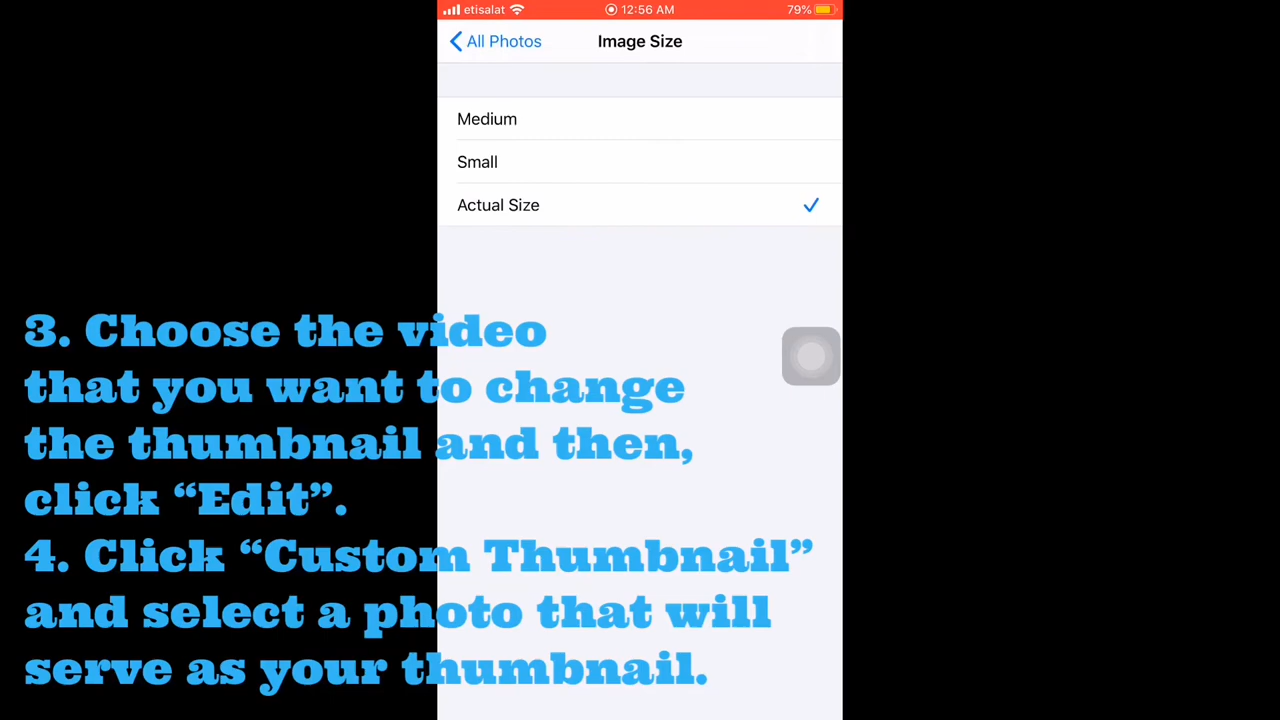 etisalat 12:56 AM 79%
All Photos Image Size
Medium
Small
Actual Size
3. Choose the video
that you want to change
the thumbnail and then,
click “Edit”.
4. Click “Custom Thumbnail”
and select a photo that will
serve as your thumbnail.